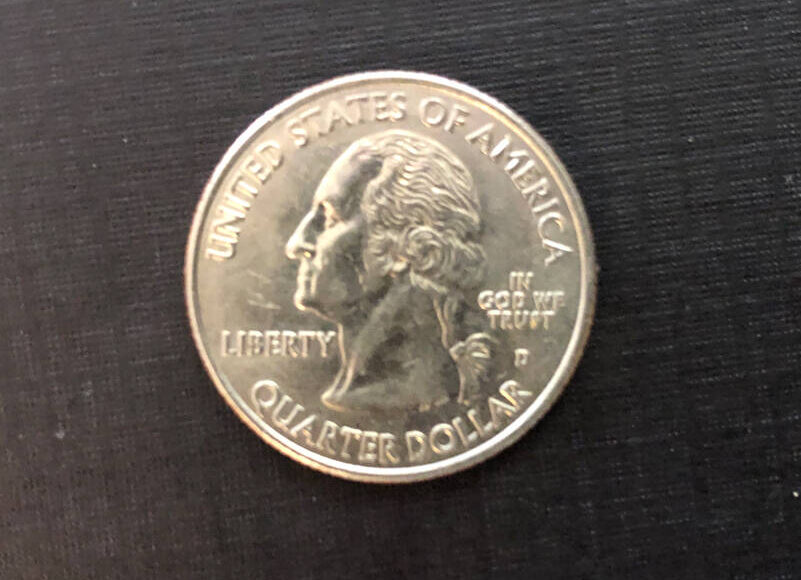 UNITED STATES OF AMERICA
IN
GOD WE
TRUST
LIBERTY
QUARTER DOLLAR